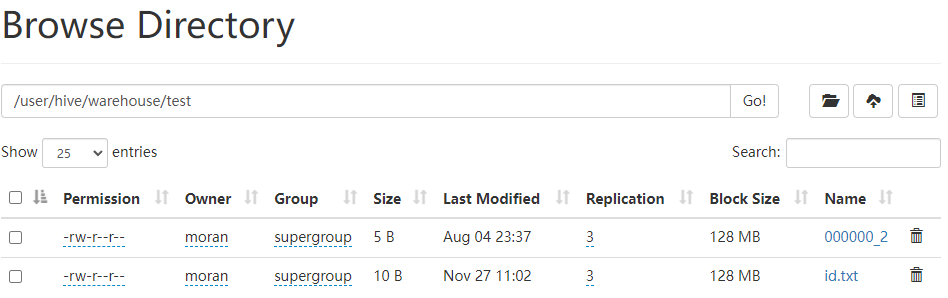 Browse Directory
/user/hive/warehouse/test Go!
Show 25 entries Search:
Permission Owner Group Size Last Modified Replication Block Size Name
-rw-r--r-- moran supergroup 5 B Aug 04 23:37 3 128 MB 000000_2
-rw-r--r-- moran supergroup 10 B Nov 27 11:02 3 128 MB id.txt